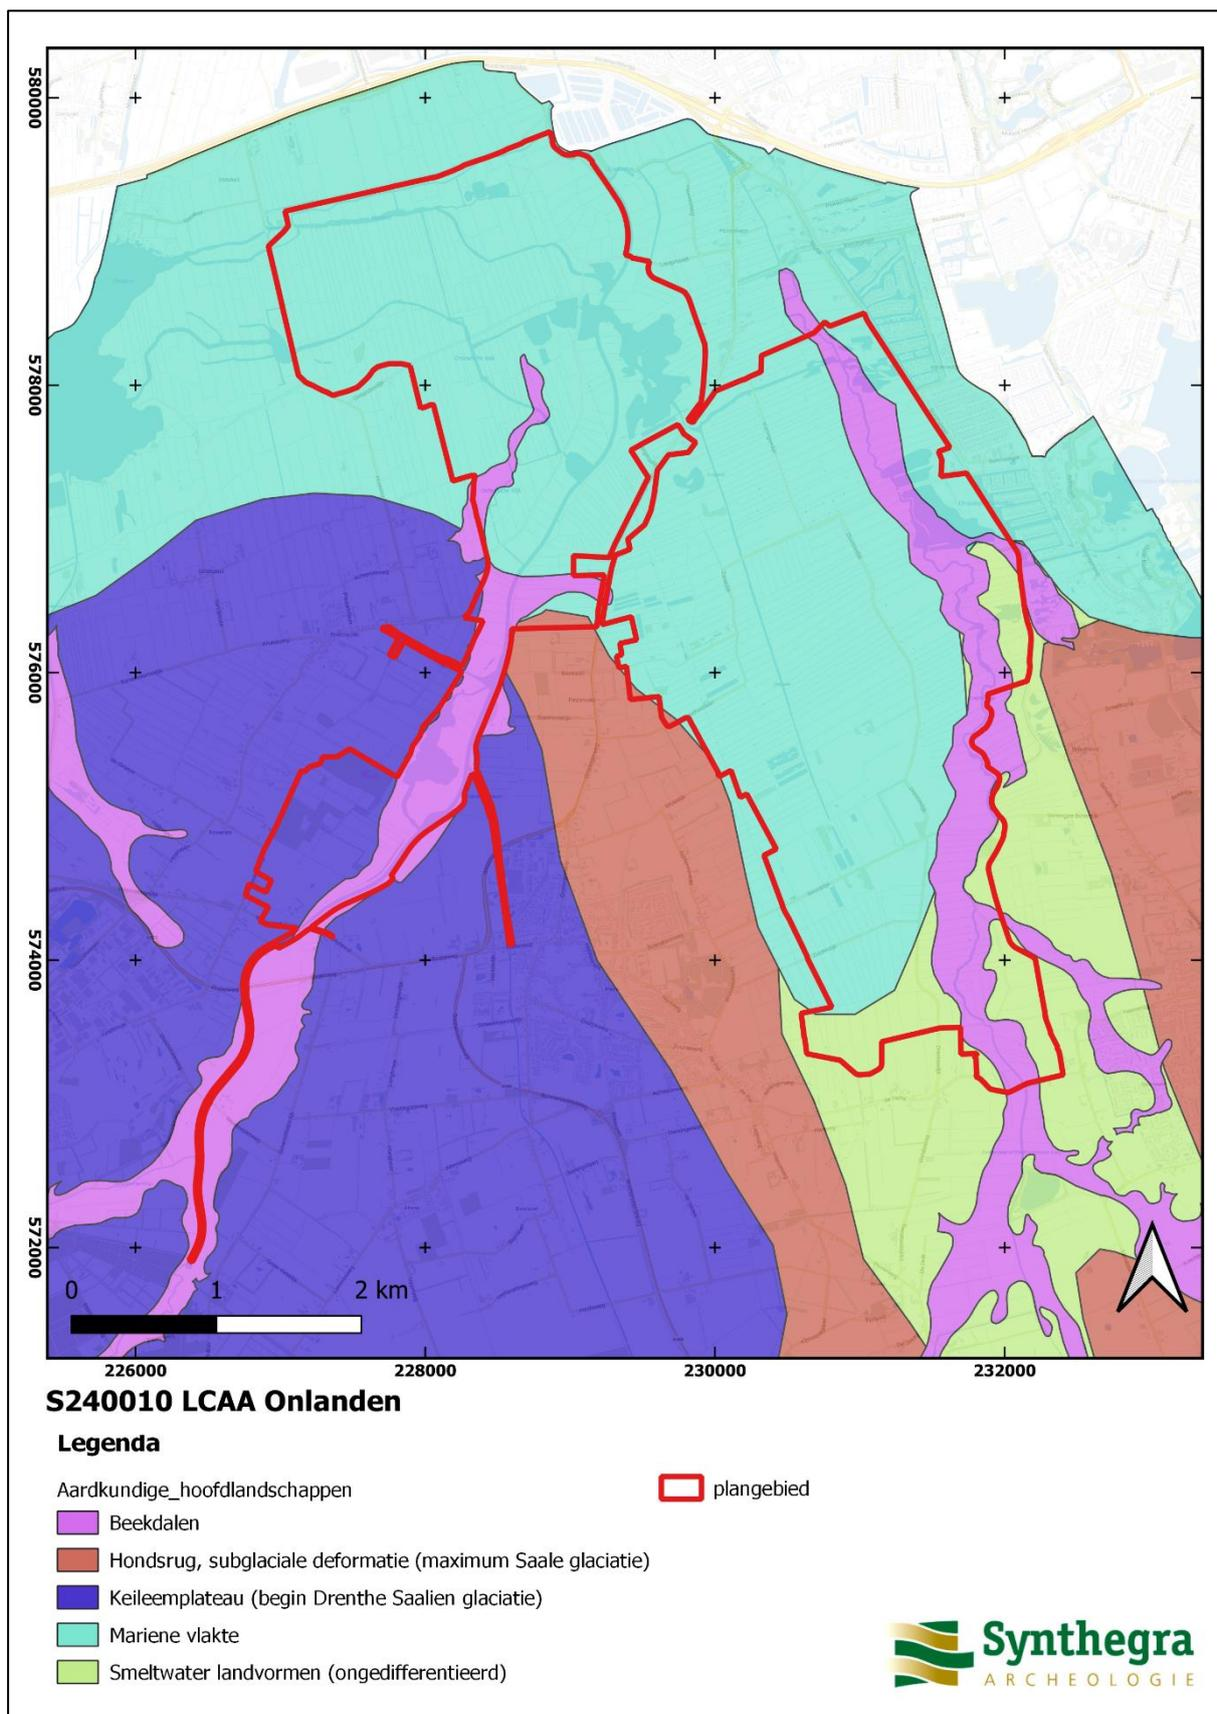 580000
578000
576000
574000
572000
0 1 2 km
226000 228000 230000 232000
S240010 LCAA Onlanden
Legenda
Aardkundige_hoofdlandschappen
plangebied
Beekdalen
Hondsrug, subglaciale deformatie (maximum Saale glaciatie)
Keileemplateau (begin Drenthe Saalien glaciatie)
Mariene vlakte
Smeltwater landvormen (ongedifferentieerd)
Synthegra
ARCHEOLOGIE